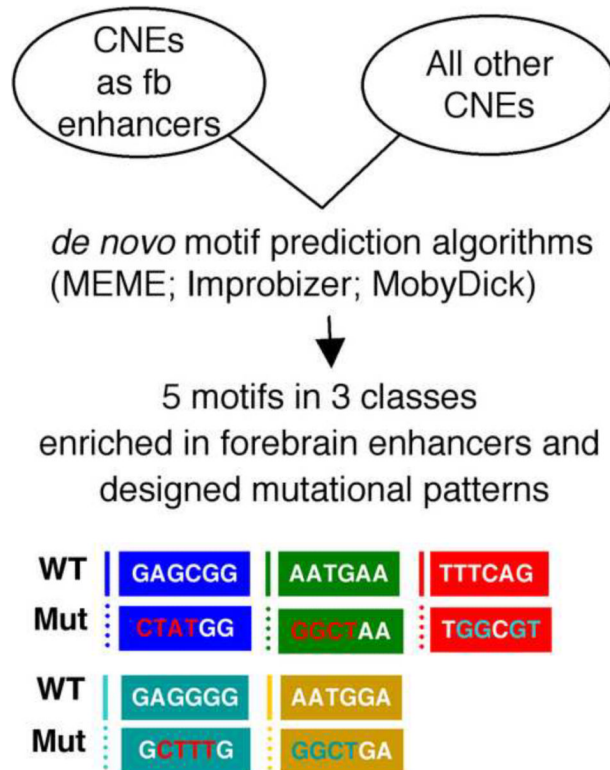 CNEs
as fb
enhancers
All other
CNEs
de novo motif prediction algorithms
(MEME; Improbizer; MobyDick)
5 motifs in 3 classes
enriched in forebrain enhancers and
designed mutational patterns
WT GAGCGG AATGAA TTTCAG
Mut CTATGG GGCTAA TGGCGT
WT GAGGGG AATGGA
Mut GCTTTG GGCTGA